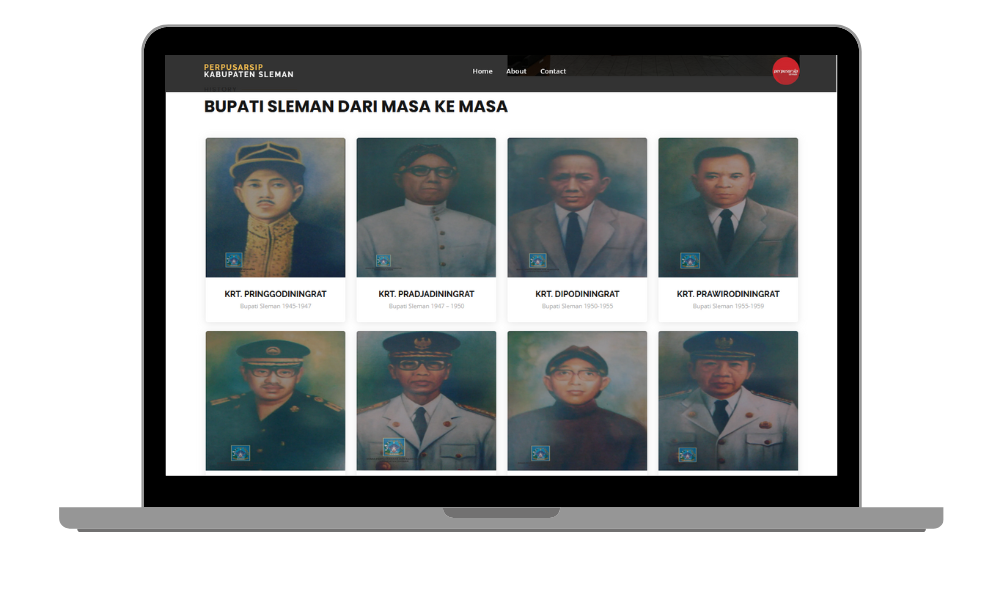 PERPUSARSIP
KABUPATEN SLEMAN
Home About Contact
BUPATI SLEMAN DARI MASA KE MASA
KRT. PRINGGODININGRAT
Bupati Sleman 1945-1947
KRT. PRADJADININGRAT
Bupati Sleman 1947 - 1950
KRT. DIPODININGRAT
Bupati Sleman 1950-1955
KRT. PRAWIRODININGRAT
Bupati Sleman 1955-1959